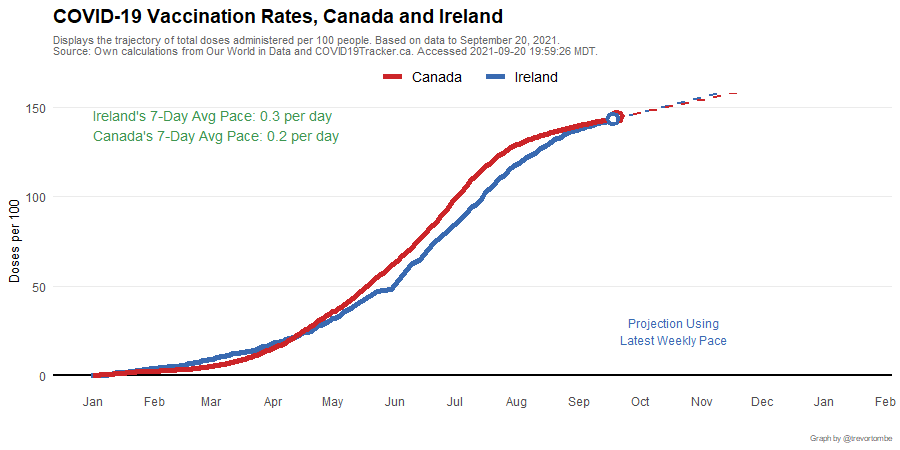 COVID-19 Vaccination Rates, Canada and Ireland
Displays the trajectory of total doses administered per 100 people. Based on data to September 20, 2021.
Source: Own calculations from Our World in Data and COVID19Tracker.ca. Accessed 2021-09-20 19:59:26 MDT.
Canada Ireland
Ireland's 7-Day Avg Pace: 0.3 per day
Canada's 7-Day Avg Pace: 0.2 per day
150
100
50
0
Doses per 100
Projection Using
Latest Weekly Pace
Jan Feb Mar Apr May Jun Jul Aug Sep Oct Nov Dec Jan Feb
Graph by @trevortombe